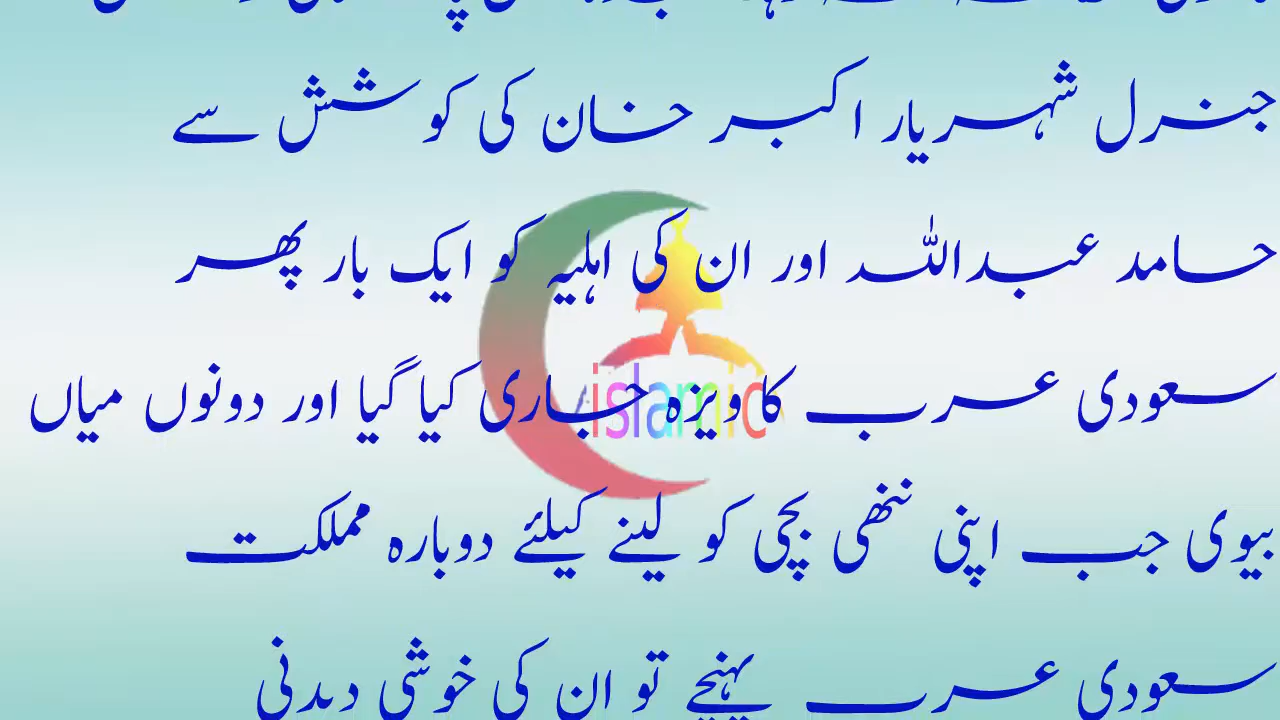 جنرل شہریار اکبر خان کی کوشش سے
حامد عبداللہ اور ان کی اہلیہ کو ایک بار پھر
سعودی عرب کا ویزہ جاری کیا گیا اور دونوں میاں
بیوی جب اپنی ننھی بچی کو لینے کیلئے دوبارہ مملکت
سعودی عرب پہنچے تو ان کی خوشی دیدنی
islamic